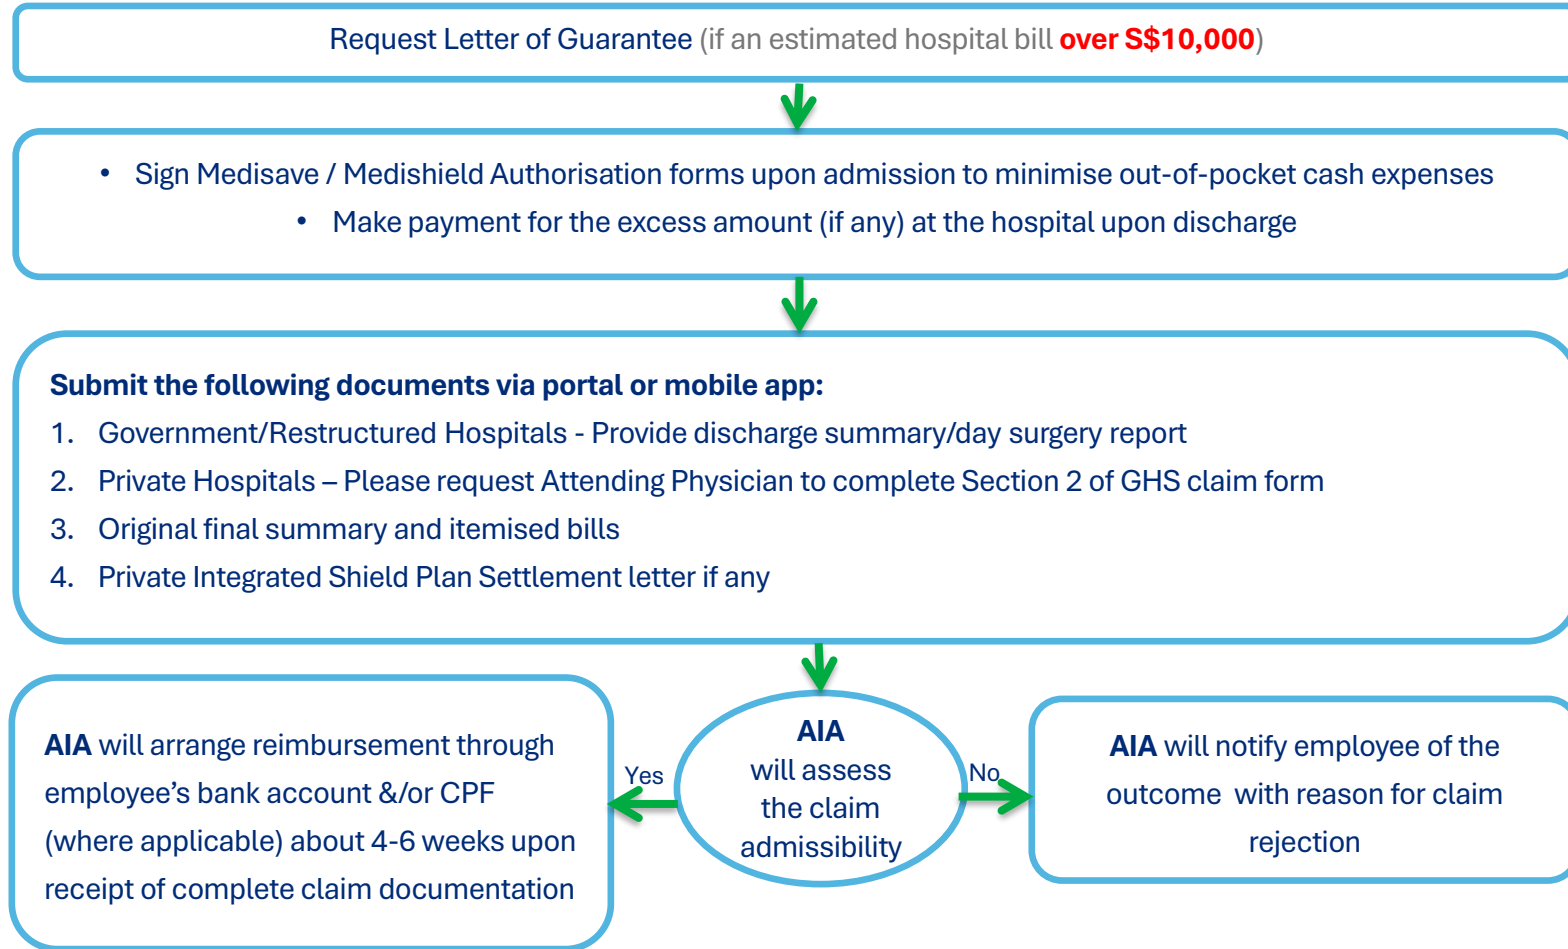 Request Letter of Guarantee (if an estimated hospital bill over S$10,000)
• Sign Medisave / Medishield Authorisation forms upon admission to minimise out-of-pocket cash expenses
• Make payment for the excess amount (if any) at the hospital upon discharge
Submit the following documents via portal or mobile app:
1. Government/Restructured Hospitals - Provide discharge summary/day surgery report
2. Private Hospitals – Please request Attending Physician to complete Section 2 of GHS claim form
3. Original final summary and itemised bills
4. Private Integrated Shield Plan Settlement letter if any
AIA will arrange reimbursement through
employee's bank account &/or CPF
(where applicable) about 4-6 weeks upon
receipt of complete claim documentation
Yes
AIA
will assess
the claim
admissibility
No
AIA will notify employee of the
outcome with reason for claim
rejection